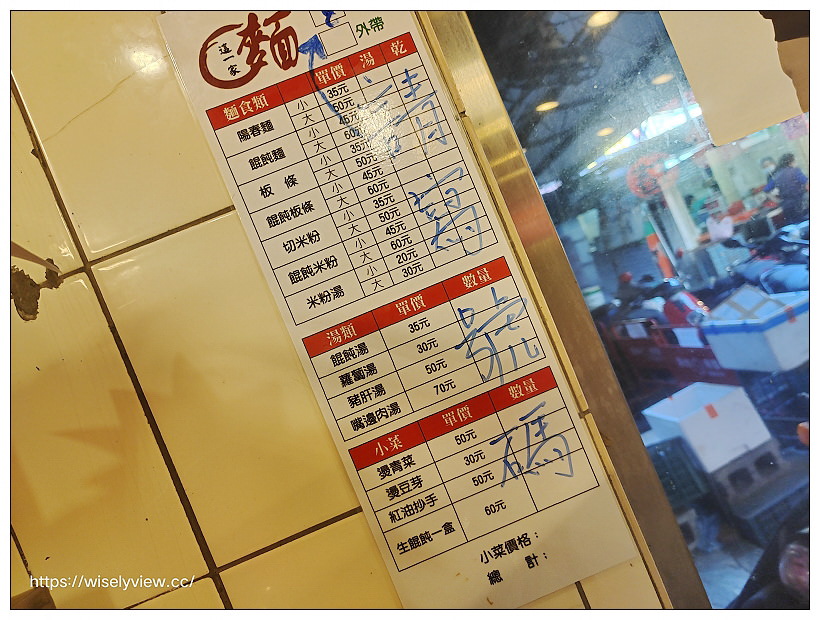 這一家
麵
外帶
麵食類 單價 湯 乾
陽春麵 小 35元
大 50元
餛飩麵 小 45元
大 60元
板 條 小 35元
大 50元
餛飩板條 小 45元
大 60元
切米粉 小 35元
大 50元
餛飩米粉 小 45元
大 60元
米粉湯 小 20元
大 30元
請寫號碼
湯類 單價 數量
餛飩湯 35元
蘿蔔湯 30元
豬肝湯 50元
嘴邊肉湯 70元
小菜 單價 數量
燙青菜 50元
燙豆芽 30元
紅油抄手 50元
生餛飩一盒 60元
小菜價格：
總 計：
https://wiselyview.cc/